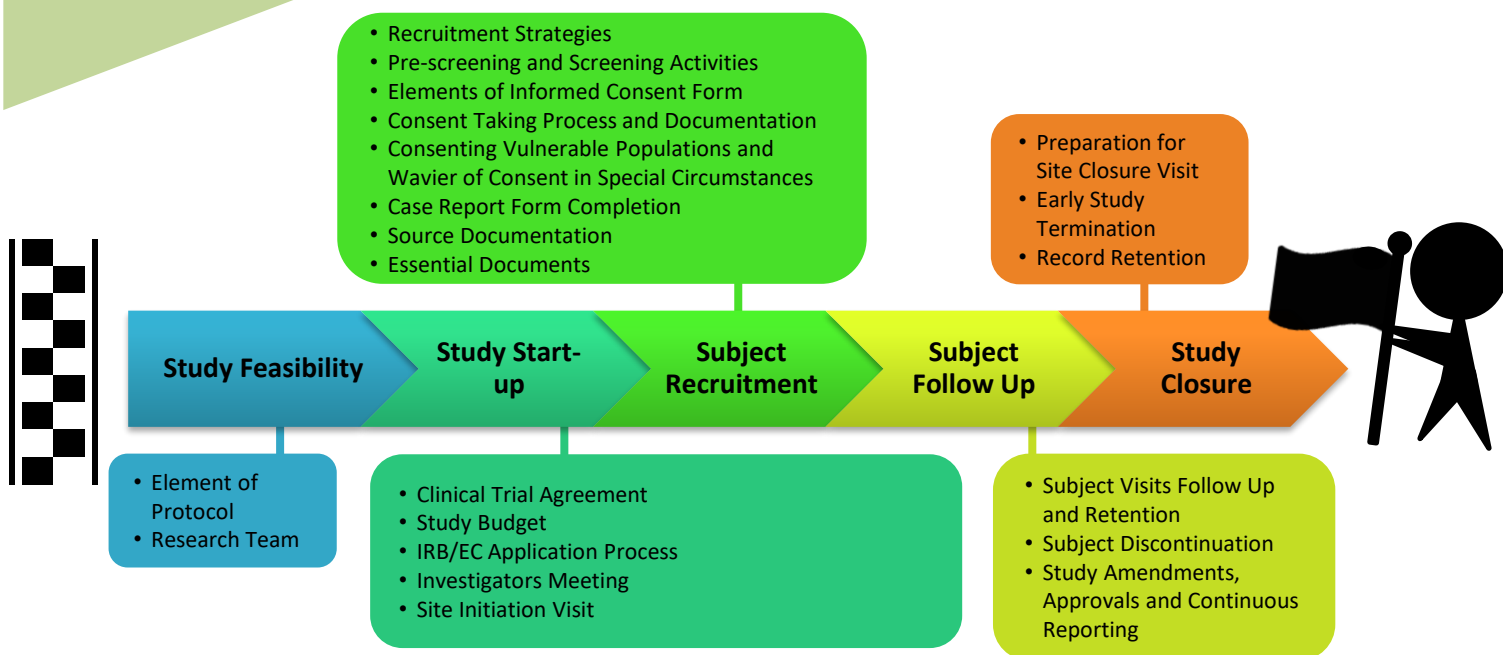 • Recruitment Strategies
• Pre-screening and Screening Activities
• Elements of Informed Consent Form
• Consent Taking Process and Documentation
• Consenting Vulnerable Populations and
Wavier of Consent in Special Circumstances
• Case Report Form Completion
• Source Documentation
• Essential Documents
• Preparation for
Site Closure Visit
• Early Study
Termination
• Record Retention
Study Feasibility
Study Start-
up
Subject
Recruitment
Subject
Follow Up
Study
Closure
• Element of
Protocol
• Research Team
• Clinical Trial Agreement
• Study Budget
• IRB/EC Application Process
• Investigators Meeting
• Site Initiation Visit
• Subject Visits Follow Up
and Retention
• Subject Discontinuation
• Study Amendments,
Approvals and Continuous
Reporting